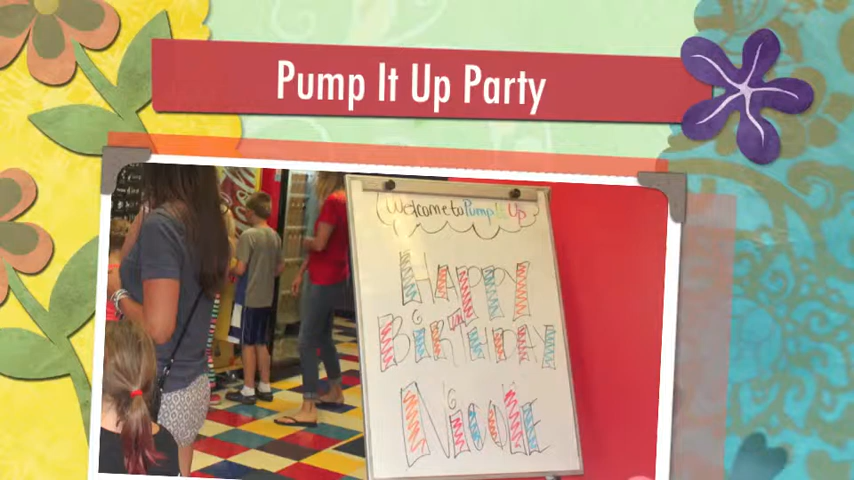 Pump It Up Party
Welcome to Pump It Up
HAPPY
BIRTHDAY
NICOLE